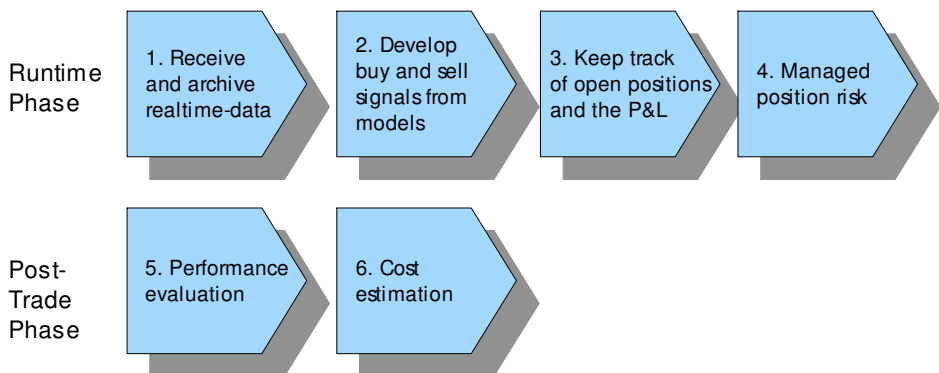 Runtime
Phase
1. Receive
and archive
realtime-data
2. Develop
buy and sell
signals from
models
3. Keep track
of open positions
and the P&L
4. Managed
position risk
Post-
Trade
Phase
5. Performance
evaluation
6. Cost
estimation